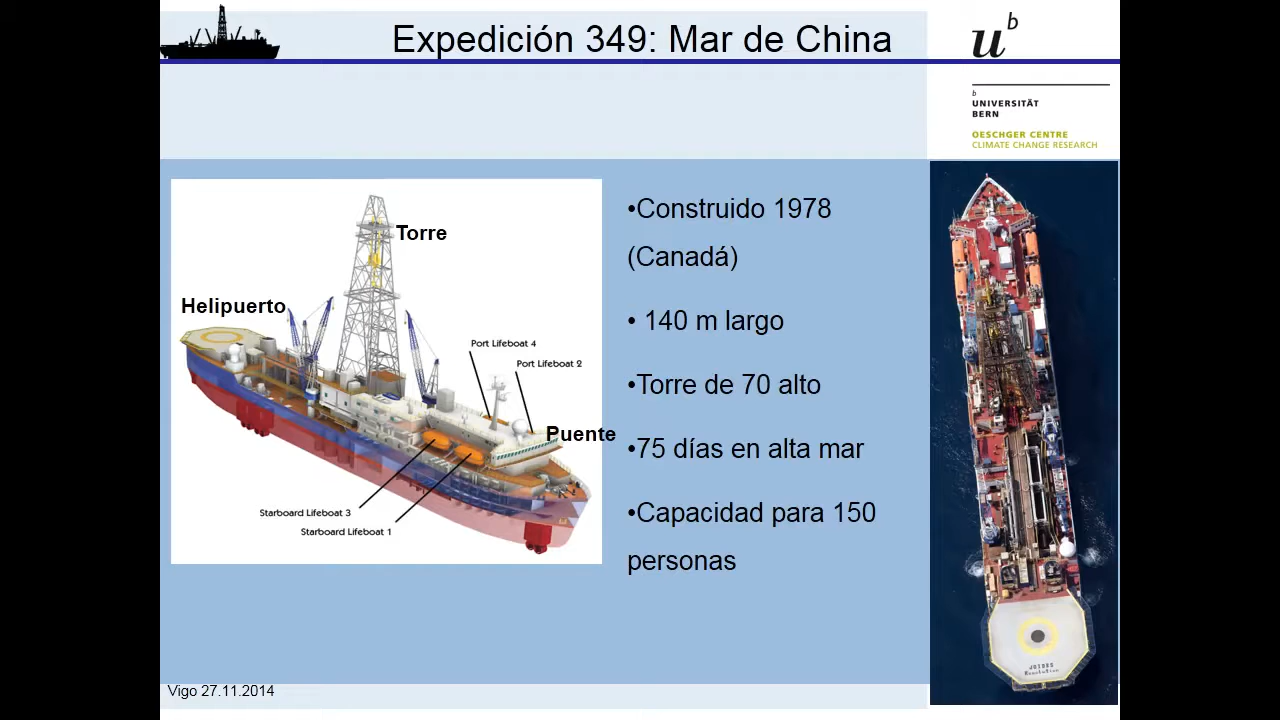 Expedición 349: Mar de China
u b
b
UNIVERSITÄT
BERN
OESCHGER CENTRE
CLIMATE CHANGE RESEARCH
Torre
Helipuerto
Port Lifeboat 4
Port Lifeboat 2
Puente
Starboard Lifeboat 3
Starboard Lifeboat 1
•Construido 1978
(Canadá)
• 140 m largo
•Torre de 70 alto
•75 días en alta mar
•Capacidad para 150
personas
JOIDES
Resolution
Vigo 27.11.2014